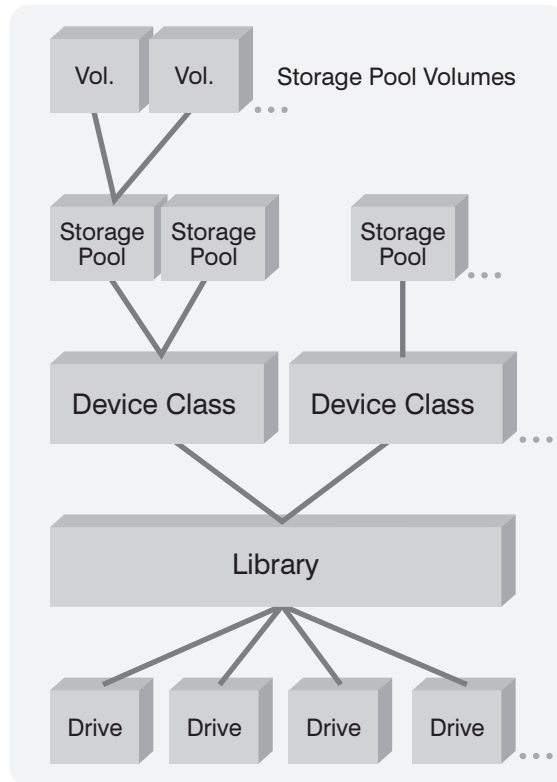 Vol.
Vol.
Storage Pool Volumes
Storage
Pool
Storage
Pool
Storage
Pool
Device Class
Device Class
Library
Drive
Drive
Drive
Drive